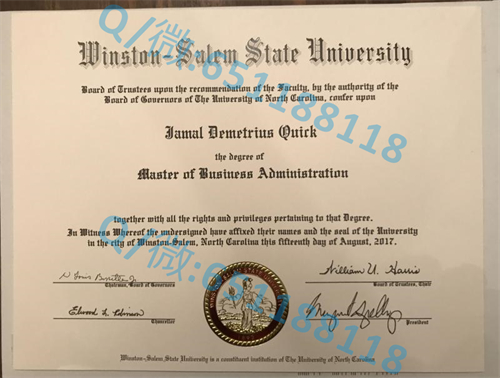 Winston-Salem State University
Board of Trustees upon the recommendation of the Faculty, by the authority of the
Board of Governors of The University of North Carolina, confer upon
Jamal Demetrius Quick
the degree of
Master of Business Administration
together with all the rights and privileges pertaining to that Degree.
In Witness Whereof the undersigned have affixed their names and the seal of the University
in the city of Winston-Salem, North Carolina this fifteenth day of August, 2017.
Chairman, Board of Governors
William U. Harris
Board of Trustees, Chair
Chancellor
President
Winston-Salem State University is a constituent institution of The University of North Carolina
Q/微:651188118
Q/微:651188118